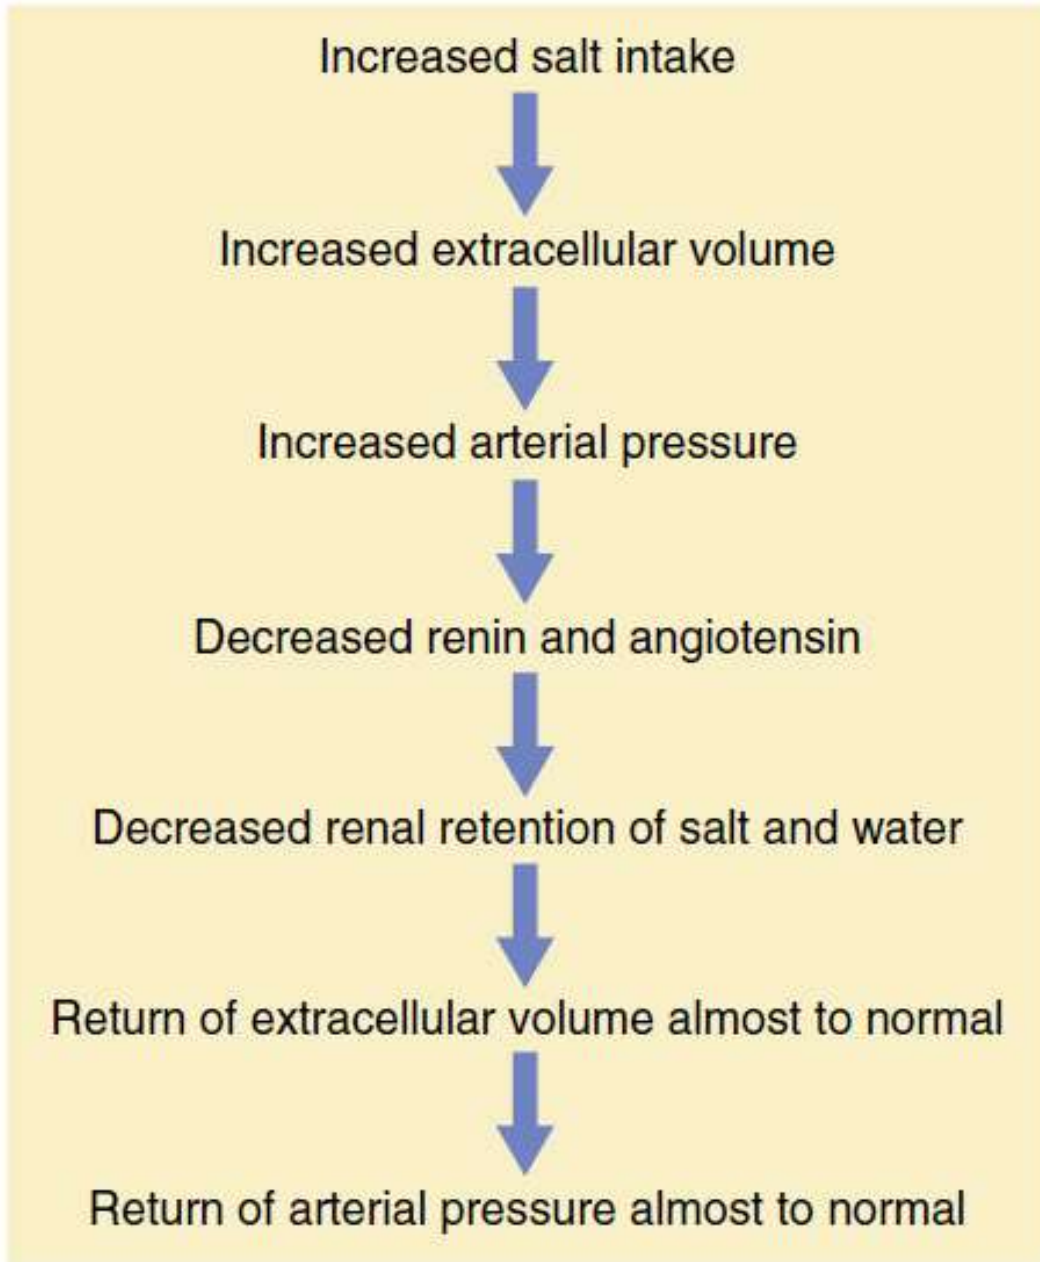 Increased salt intake
Increased extracellular volume
Increased arterial pressure
Decreased renin and angiotensin
Decreased renal retention of salt and water
Return of extracellular volume almost to normal
Return of arterial pressure almost to normal